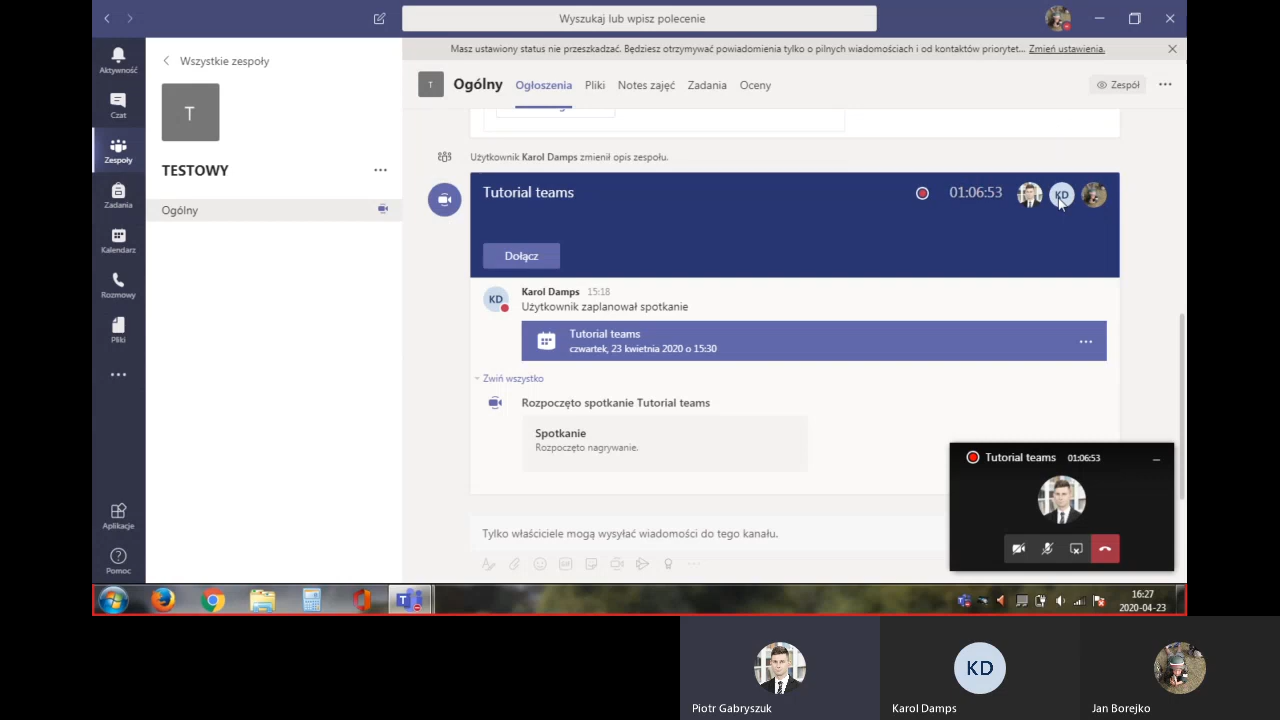 Wyszukaj lub wpisz polecenie
Masz ustawiony status nie przeszkadzać. Będziesz otrzymywać powiadomienia tylko o pilnych wiadomościach i od kontaktów priorytet... Zmień ustawienia.
Aktywność
Czat
Zespoły
Zadania
Kalendarz
Rozmowy
Pliki
Aplikacje
Pomoc
Wszystkie zespoły
T
TESTOWY
Ogólny
T
Ogólny
Ogłoszenia
Pliki
Notes zajęć
Zadania
Oceny
Zespół
Użytkownik Karol Damps zmienił opis zespołu.
Tutorial teams
01:06:53
KD
Dołącz
KD
Karol Damps 15:18
Użytkownik zaplanował spotkanie
Tutorial teams
czwartek, 23 kwietnia 2020 o 15:30
Zwiń wszystko
Rozpoczęto spotkanie Tutorial teams
Spotkanie
Rozpoczęto nagrywanie.
Tylko właściciele mogą wysyłać wiadomości do tego kanału.
Tutorial teams 01:06:53
16:27
2020-04-23
KD
Piotr Gabryszuk
Karol Damps
Jan Borejko